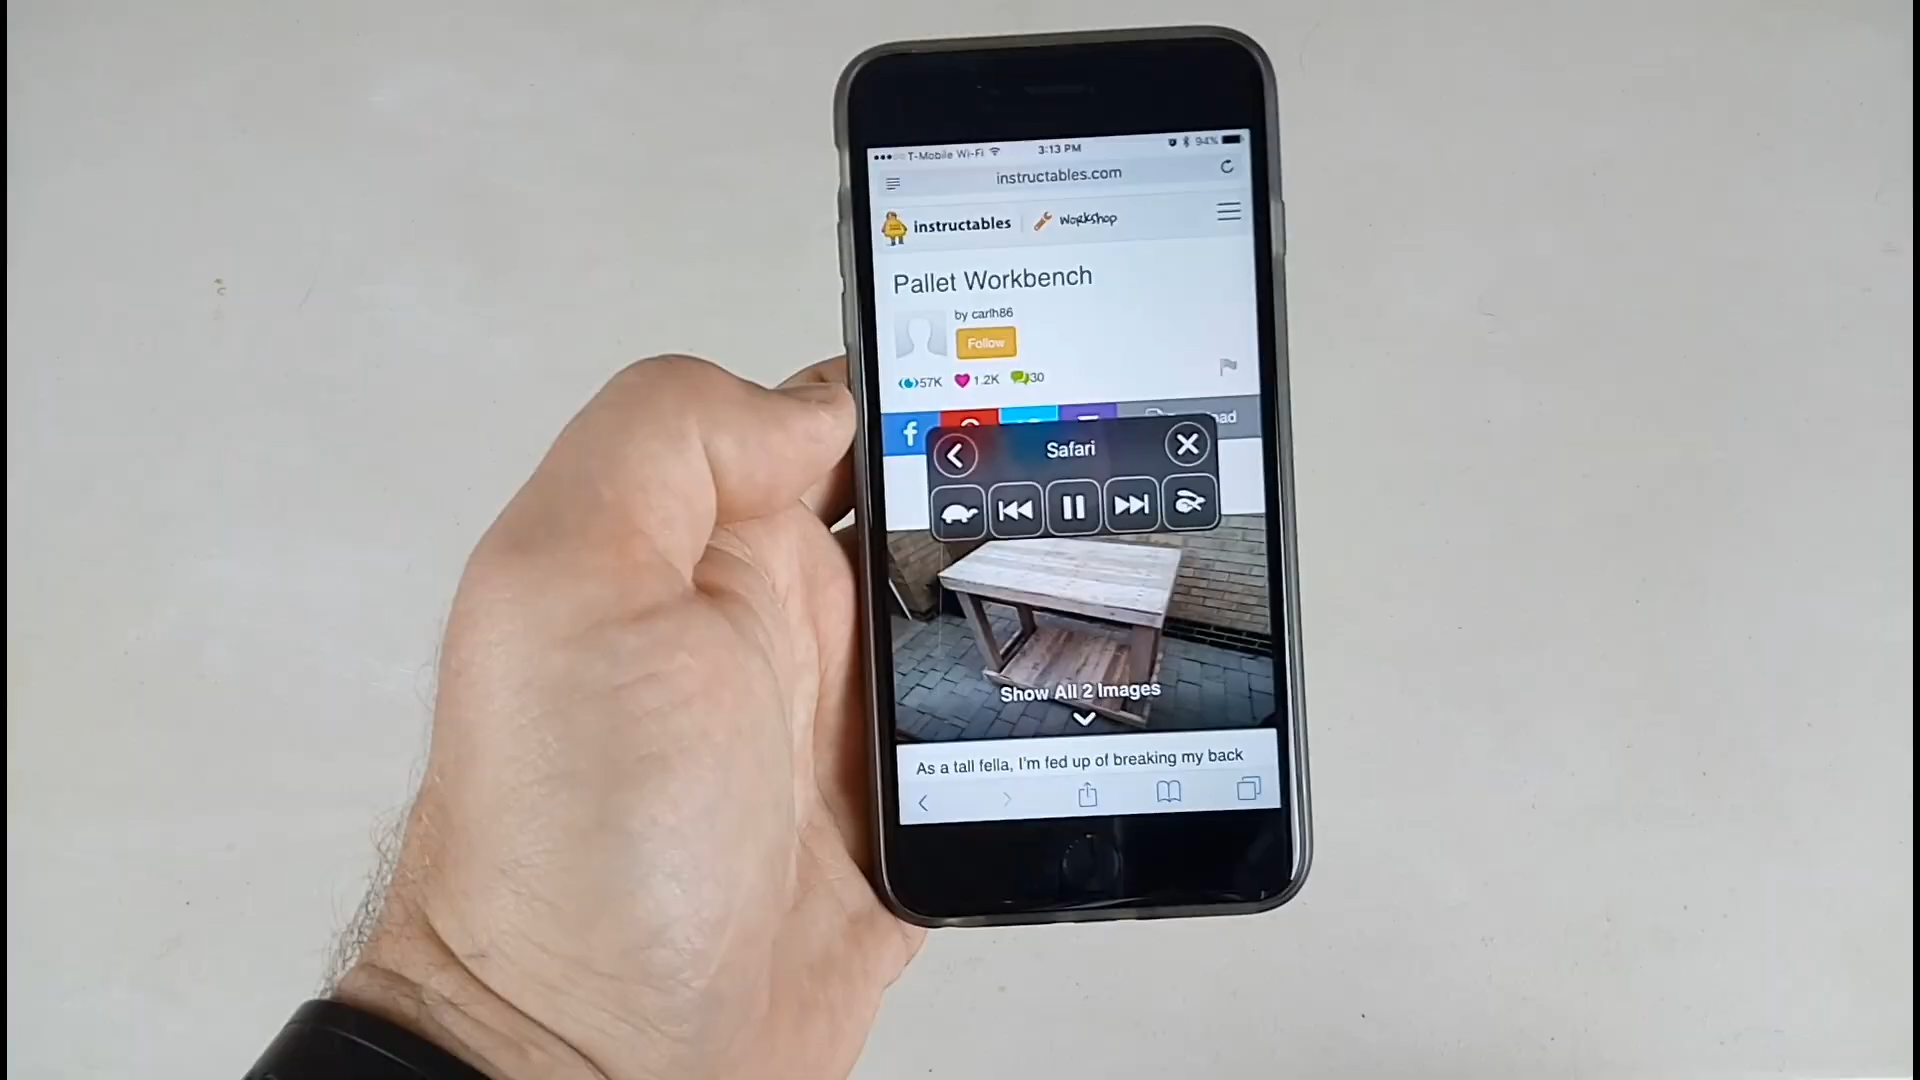 T-Mobile Wi-Fi 3:13 PM 94%
instructables.com
instructables Workshop
Pallet Workbench
by carlh86
Follow
57K 1.2K 30
f
Safari
Show All 2 Images
As a tall fella, I'm fed up of breaking my back